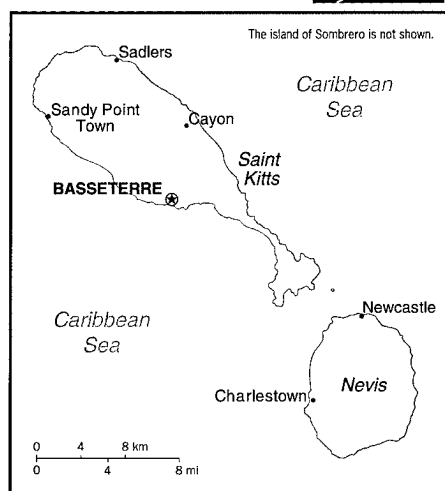 The island of Sombrero is not shown.
Sadlers
Caribbean
Sea
Sandy Point
Town
Cayon
Saint
Kitts
BASSETERRE
Newcastle
Caribbean
Sea
Charlestown
Nevis
0 4 8 km
0 4 8 mi